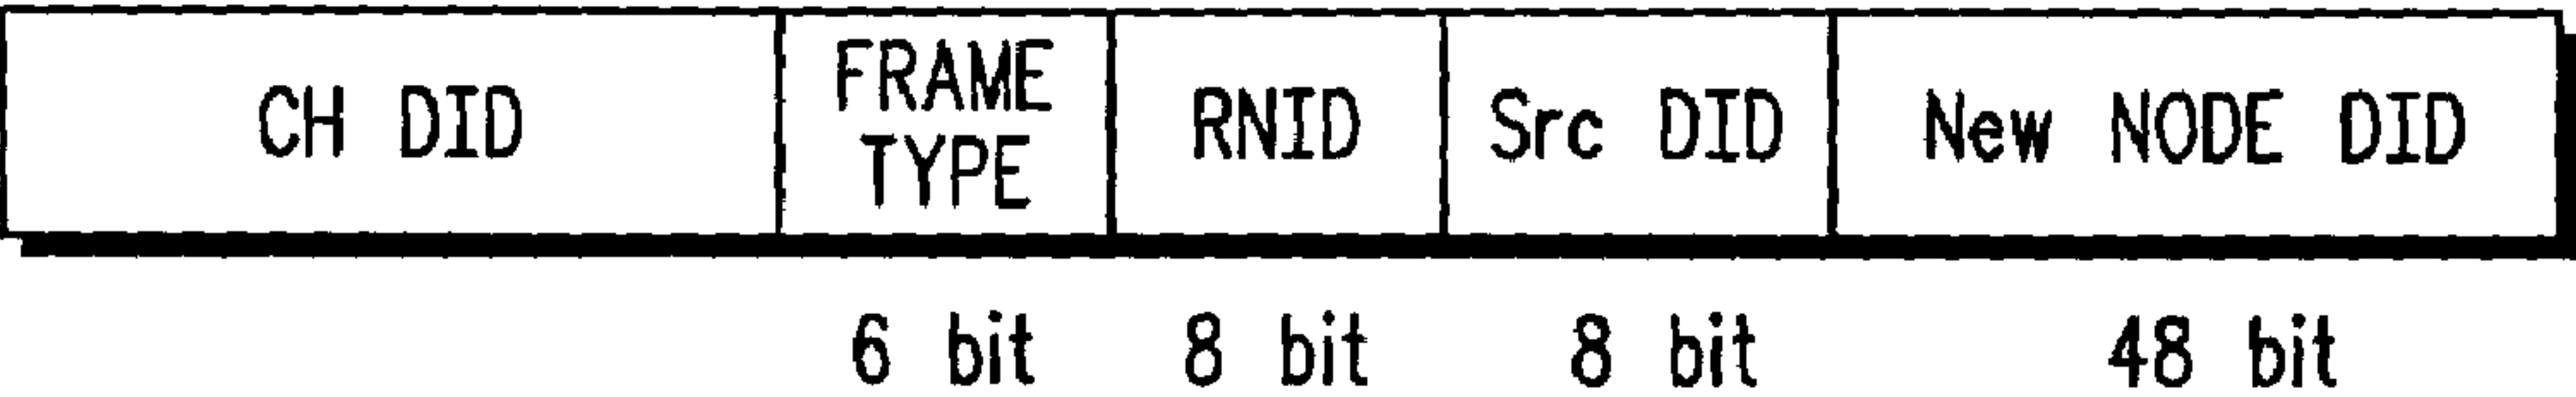 CH DID
FRAME
TYPE
RNID
Src DID
New NODE DID
6 bit
8 bit
8 bit
48 bit